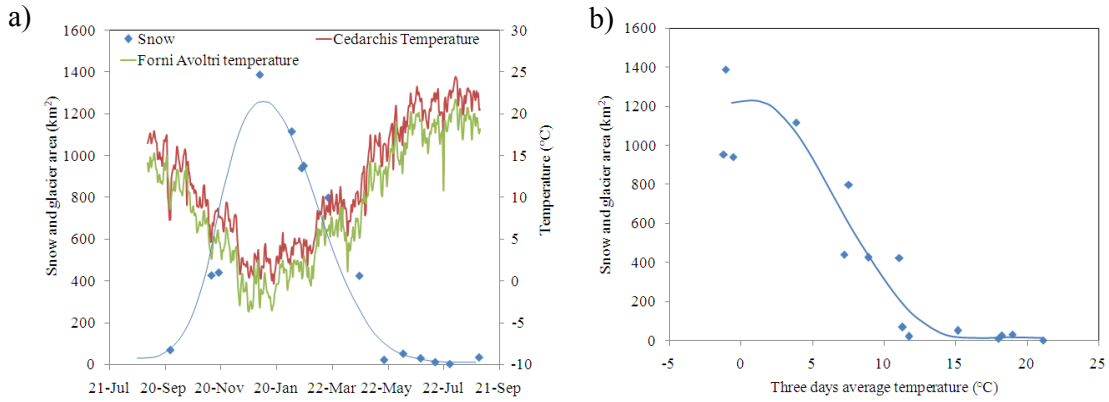 a)
Snow and glacier area (km²)
1600
1400
1200
1000
800
600
400
200
0
Snow
Cedarchis Temperature
Forni Avoltri temperature
30
25
20
15
10
5
0
-5
-10
Temperature (°C)
21-Jul 20-Sep 20-Nov 20-Jan 22-Mar 22-May 22-Jul 21-Sep
b)
Snow and glacier area (km²)
1600
1400
1200
1000
800
600
400
200
0
-5 0 5 10 15 20 25
Three days average temperature (°C)